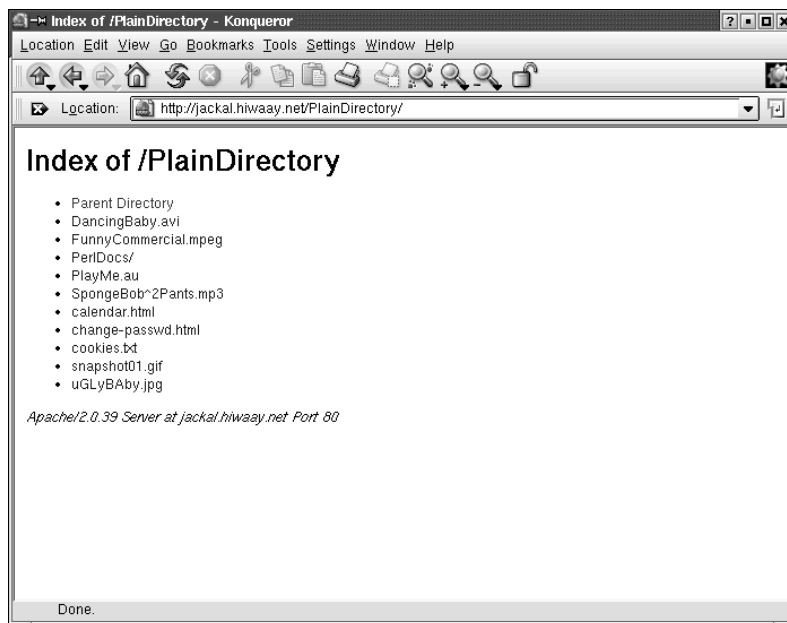 Index of /PlainDirectory - Konqueror
Location Edit View Go Bookmarks Tools Settings Window Help
Location: http://jackal.hiwaay.net/PlainDirectory/
Index of /PlainDirectory
• Parent Directory
• DancingBaby.avi
• FunnyCommercial.mpeg
• PerlDocs/
• PlayMe.au
• SpongeBob^2Pants.mp3
• calendar.html
• change-passwd.html
• cookies.txt
• snapshot01.gif
• uGLyBAby.jpg
Apache/2.0.39 Server at jackal.hiwaay.net Port 80
Done.